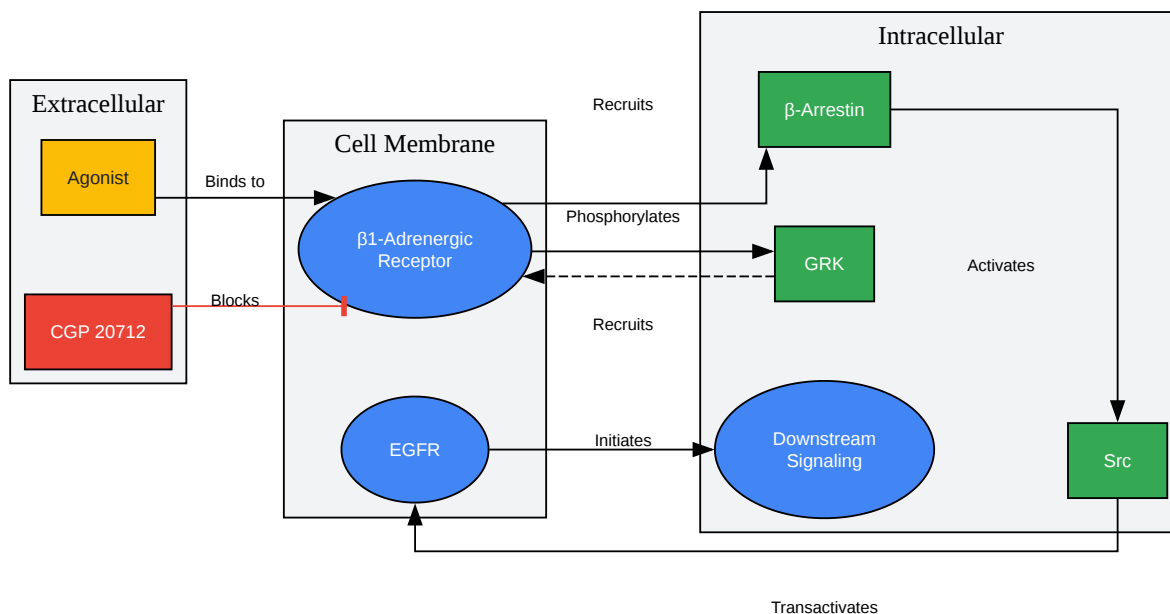 Extracellular
Agonist
CGP 20712
Binds to
Blocks
Cell Membrane
β1-Adrenergic
Receptor
EGFR
Recruits
Phosphorylates
Recruits
Initiates
Intracellular
β-Arrestin
GRK
Activates
Downstream
Signaling
Src
Transactivates